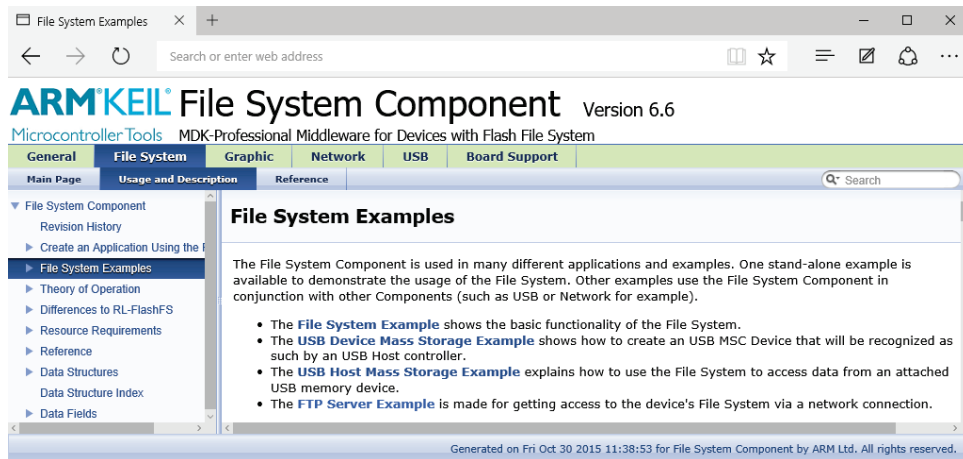 File System Examples
Search or enter web address
ARM KEIL File System Component Version 6.6
Microcontroller Tools MDK-Professional Middleware for Devices with Flash File System
General File System Graphic Network USB Board Support
Main Page Usage and Description Reference Search
File System Component
Revision History
Create an Application Using the
File System Examples
Theory of Operation
Differences to RL-FlashFS
Resource Requirements
Reference
Data Structures
Data Structure Index
Data Fields
File System Examples
The File System Component is used in many different applications and examples. One stand-alone example is
available to demonstrate the usage of the File System. Other examples use the File System Component in
conjunction with other Components (such as USB or Network for example).
• The File System Example shows the basic functionality of the File System.
• The USB Device Mass Storage Example shows how to create an USB MSC Device that will be recognized as
such by an USB Host controller.
• The USB Host Mass Storage Example explains how to use the File System to access data from an attached
USB memory device.
• The FTP Server Example is made for getting access to the device's File System via a network connection.
Generated on Fri Oct 30 2015 11:38:53 for File System Component by ARM Ltd. All rights reserved.